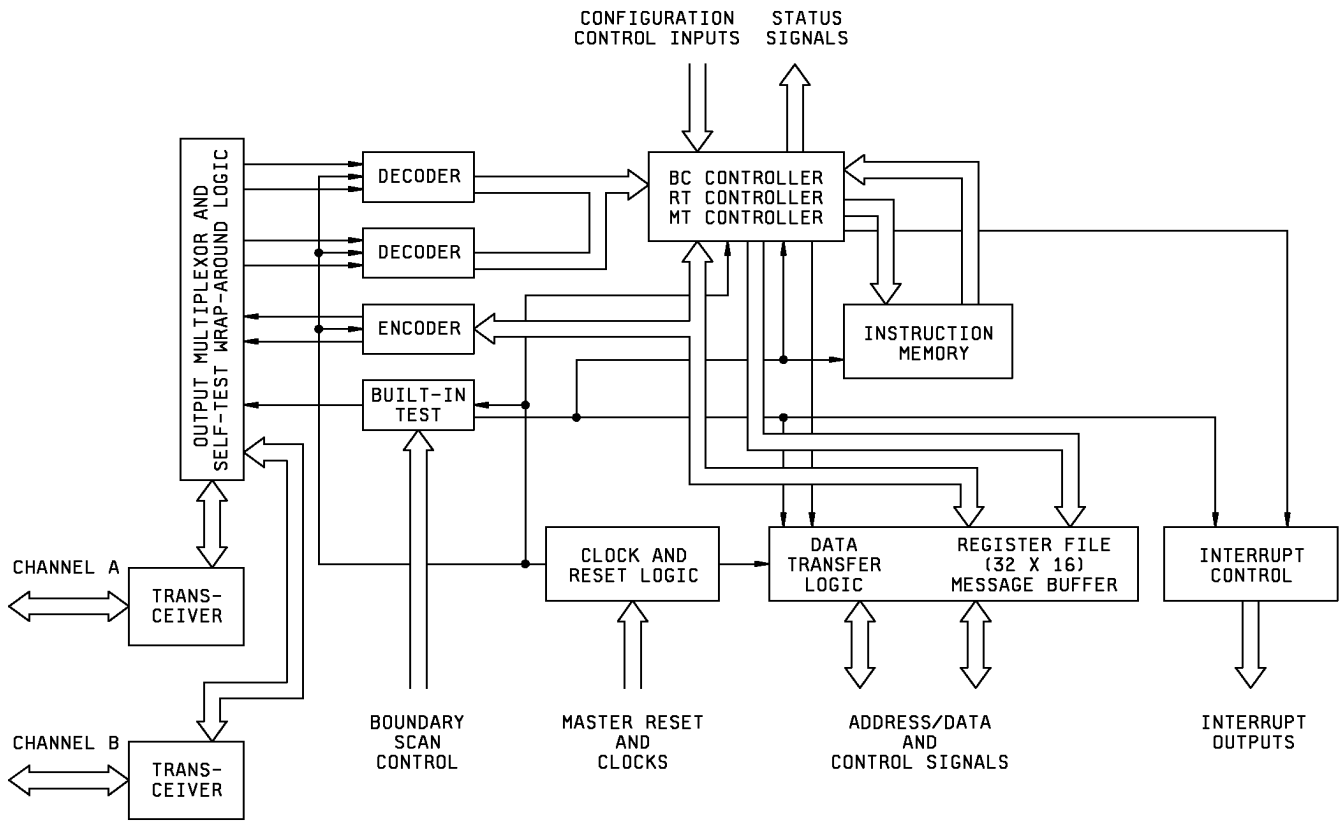 CONFIGURATION
CONTROL INPUTS
STATUS
SIGNALS
OUTPUT MULTIPLEXOR AND
SELF-TEST WRAP-AROUND LOGIC
DECODER
BC CONTROLLER
RT CONTROLLER
MT CONTROLLER
DECODER
ENCODER
INSTRUCTION
MEMORY
BUILT-IN
TEST
CLOCK AND
RESET LOGIC
DATA
TRANSFER
LOGIC
REGISTER FILE
(32 X 16)
MESSAGE BUFFER
INTERRUPT
CONTROL
CHANNEL A
TRANS-
CEIVER
CHANNEL B
TRANS-
CEIVER
BOUNDARY
SCAN
CONTROL
MASTER RESET
AND
CLOCKS
ADDRESS/DATA
AND
CONTROL SIGNALS
INTERRUPT
OUTPUTS